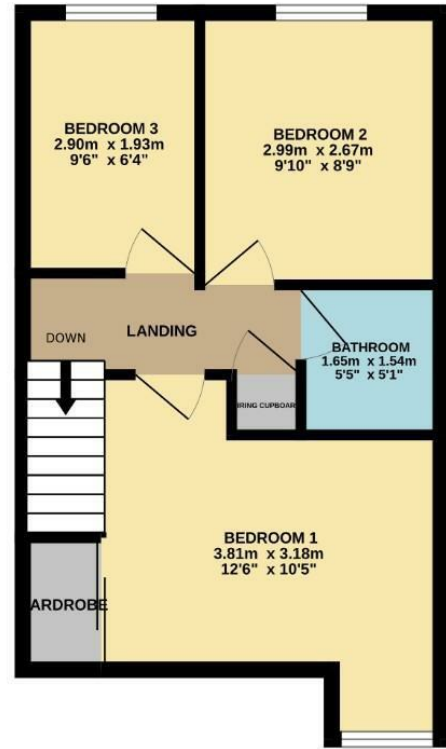 BEDROOM 3
2.90m x 1.93m
9'6" x 6'4"
BEDROOM 2
2.99m x 2.67m
9'10" x 8'9"
DOWN
LANDING
BATHROOM
1.65m x 1.54m
5'5" x 5'1"
IRING CUPBOAR
BEDROOM 1
3.81m x 3.18m
12'6" x 10'5"
ARDROBE